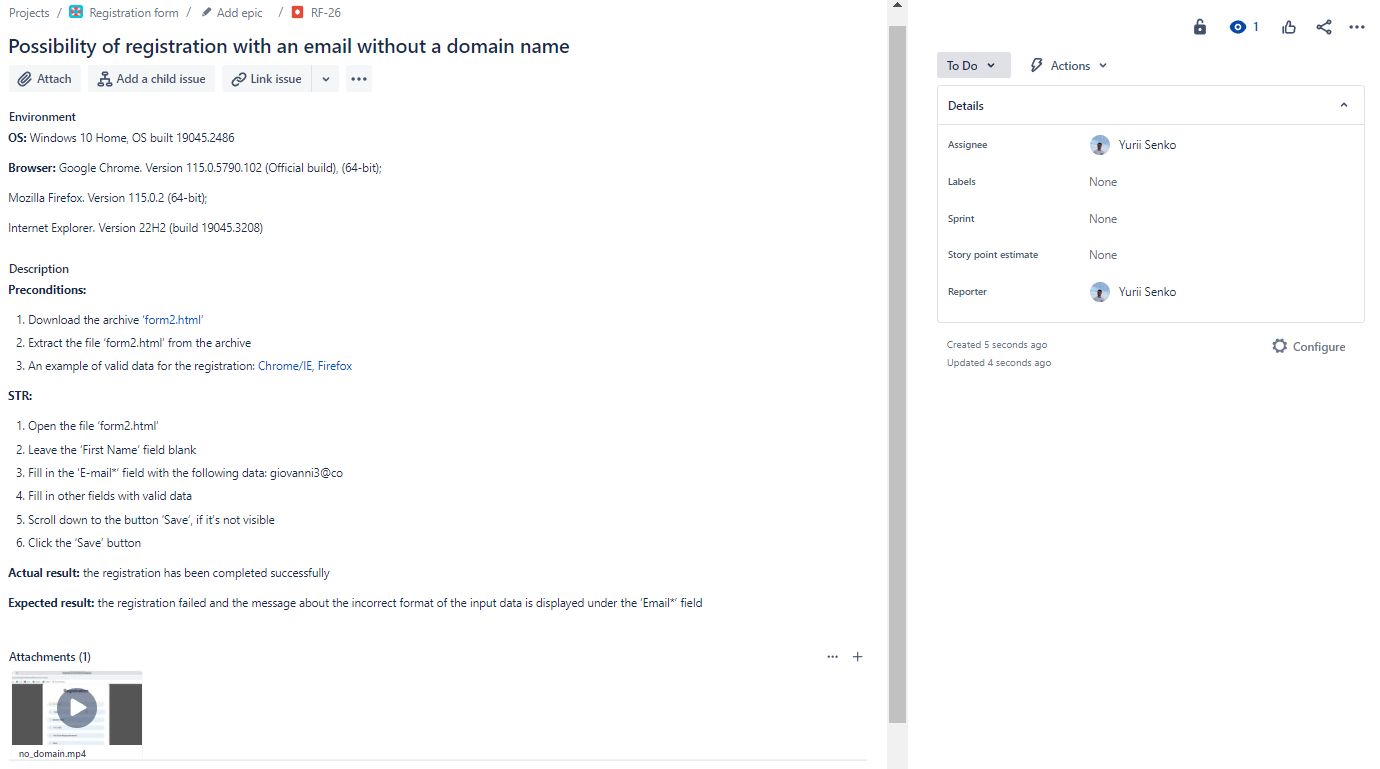 Projects / Registration form / Add epic / RF-26
Possibility of registration with an email without a domain name
Attach Add a child issue Link issue
Environment
OS: Windows 10 Home, OS built 19045.2486
Browser: Google Chrome. Version 115.0.5790.102 (Official build), (64-bit);
Mozilla Firefox. Version 115.0.2 (64-bit);
Internet Explorer. Version 22H2 (build 19045.3208)
Description
Preconditions:
1. Download the archive ‘form2.html’
2. Extract the file ‘form2.html’ from the archive
3. An example of valid data for the registration: Chrome/IE, Firefox
STR:
1. Open the file ‘form2.html’
2. Leave the ‘First Name’ field blank
3. Fill in the ‘E-mail*’ field with the following data: giovanni3@co
4. Fill in other fields with valid data
5. Scroll down to the button ‘Save’, if it’s not visible
6. Click the ‘Save’ button
Actual result: the registration has been completed successfully
Expected result: the registration failed and the message about the incorrect format of the input data is displayed under the ‘Email*’ field
Attachments (1)
Registration
no_domain.mp4
1
To Do Actions
Details
Assignee Yurii Senko
Labels None
Sprint None
Story point estimate None
Reporter Yurii Senko
Created 5 seconds ago
Configure
Updated 4 seconds ago